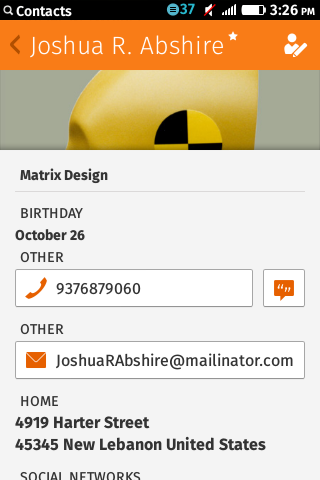 Contacts
37
3:26 PM
Joshua R. Abshire
Matrix Design
BIRTHDAY
October 26
OTHER
9376879060
OTHER
JoshuaRAbshire@mailinator.com
HOME
4919 Harter Street
45345 New Lebanon United States
SOCIAL NETWORKS